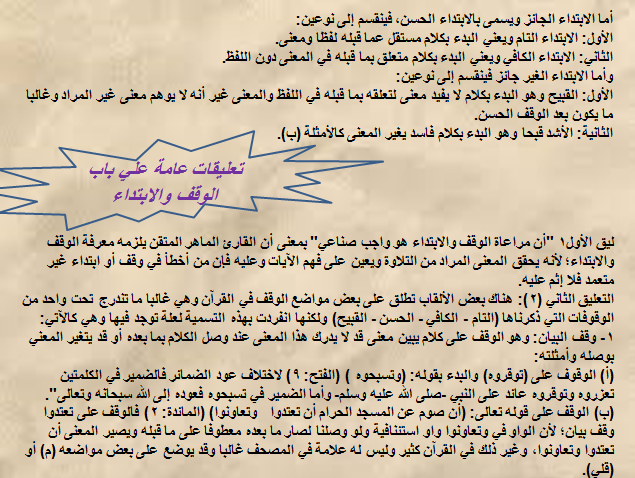 أما الابتداء الجائز ويسمى بالابتداء الحسن، فينقسم إلى نوعين:
الأول: الابتداء التام ويعني البدء بكلام مستقل عما قبله لفظا ومعنى.
الثاني: الابتداء الكافي ويعني البدء بكلام متعلق بما قبله في المعنى دون اللفظ.
وأما الابتداء الغير جائز فينقسم إلى نوعين:
الأول: القبيح وهو البدء بكلام لا يفيد معنى لتعلقه بما قبله في اللفظ والمعنى غير أنه لا يوهم معنى غير المراد وغالبا
ما يكون بعد الوقف الحسن.
الثانية: الأشد قبحا وهو البدء بكلام فاسد يغير المعنى كالأمثلة (ب).
تعليقات عامة علي باب
الوقف والابتداء
ليق الأول١ "أن مراعاة الوقف والابتداء هو واجب صناعي" بمعنى أن القارئ الماهر المتقن يلزمه معرفة الوقف
والابتداء؛ لأنه يحقق المعنى المراد من التلاوة ويعين على فهم الآيات وعليه فإن من أخطأ في وقف أو ابتداء غير
متعمد فلا إثم عليه.
التعليق الثاني (٢): هناك بعض الألقاب تطلق على بعض مواضع الوقف في القرآن وهي غالبا ما تندرج تحت واحد من
الوقوفات التي ذكرناها (التام - الكافي - الحسن - القبيح) ولكنها انفردت بهذه التسمية لعلة توجد فيها وهي كالآتي:
١- وقف البيان: وهو الوقف على كلام يبين معنى قد لا يدرك هذا المعنى عند وصل الكلام بما بعده أو قد يتغير المعني
بوصله وأمثلته:
(أ) الوقوف على (توقروه) والبدء بقوله: (وتسبحوه ) (الفتح: ٩) لاختلاف عود الضمائر فالضمير في الكلمتين
تعزروه وتوقروه عائد على النبي -صلى الله عليه وسلم- وأما الضمير في تسبحوه فعوده إلى الله سبحانه وتعالى".
(ب) الوقف على قوله تعالى: (أن صوم عن المسجد الحرام أن تعتدوا   وتعاونوا) (المائدة: ٢) فالوقف على تعتدوا
وقف بيان؛ لأن الواو في وتعاونوا واو استئنافية ولو وصلنا لصار ما بعده معطوفا على ما قبله ويصير المعنى أن
تعتدوا وتعاونوا، وغير ذلك في القرآن كثير وليس له علامة في المصحف غالبا وقد يوضع على بعض مواضعه (م) أو
(قلي).